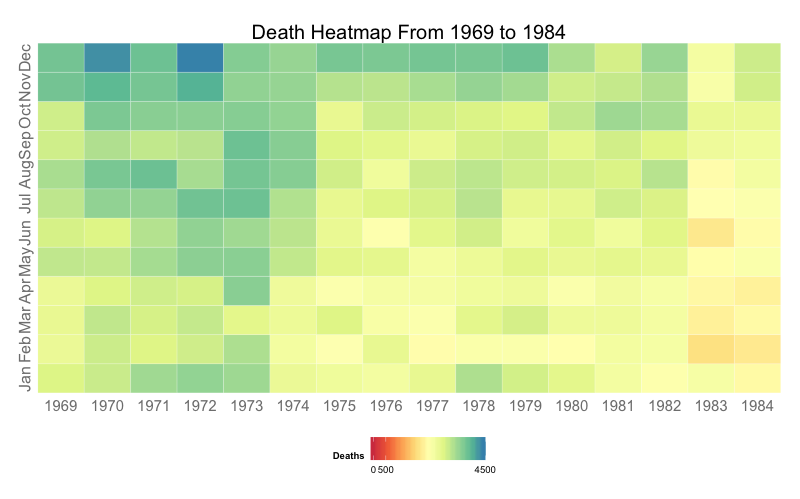 Death Heatmap From 1969 to 1984
Dec
Nov
Oct
Sep
Aug
Jul
Jun
May
Apr
Mar
Feb
Jan
1969 1970 1971 1972 1973 1974 1975 1976 1977 1978 1979 1980 1981 1982 1983 1984
Deaths
0 500 4500